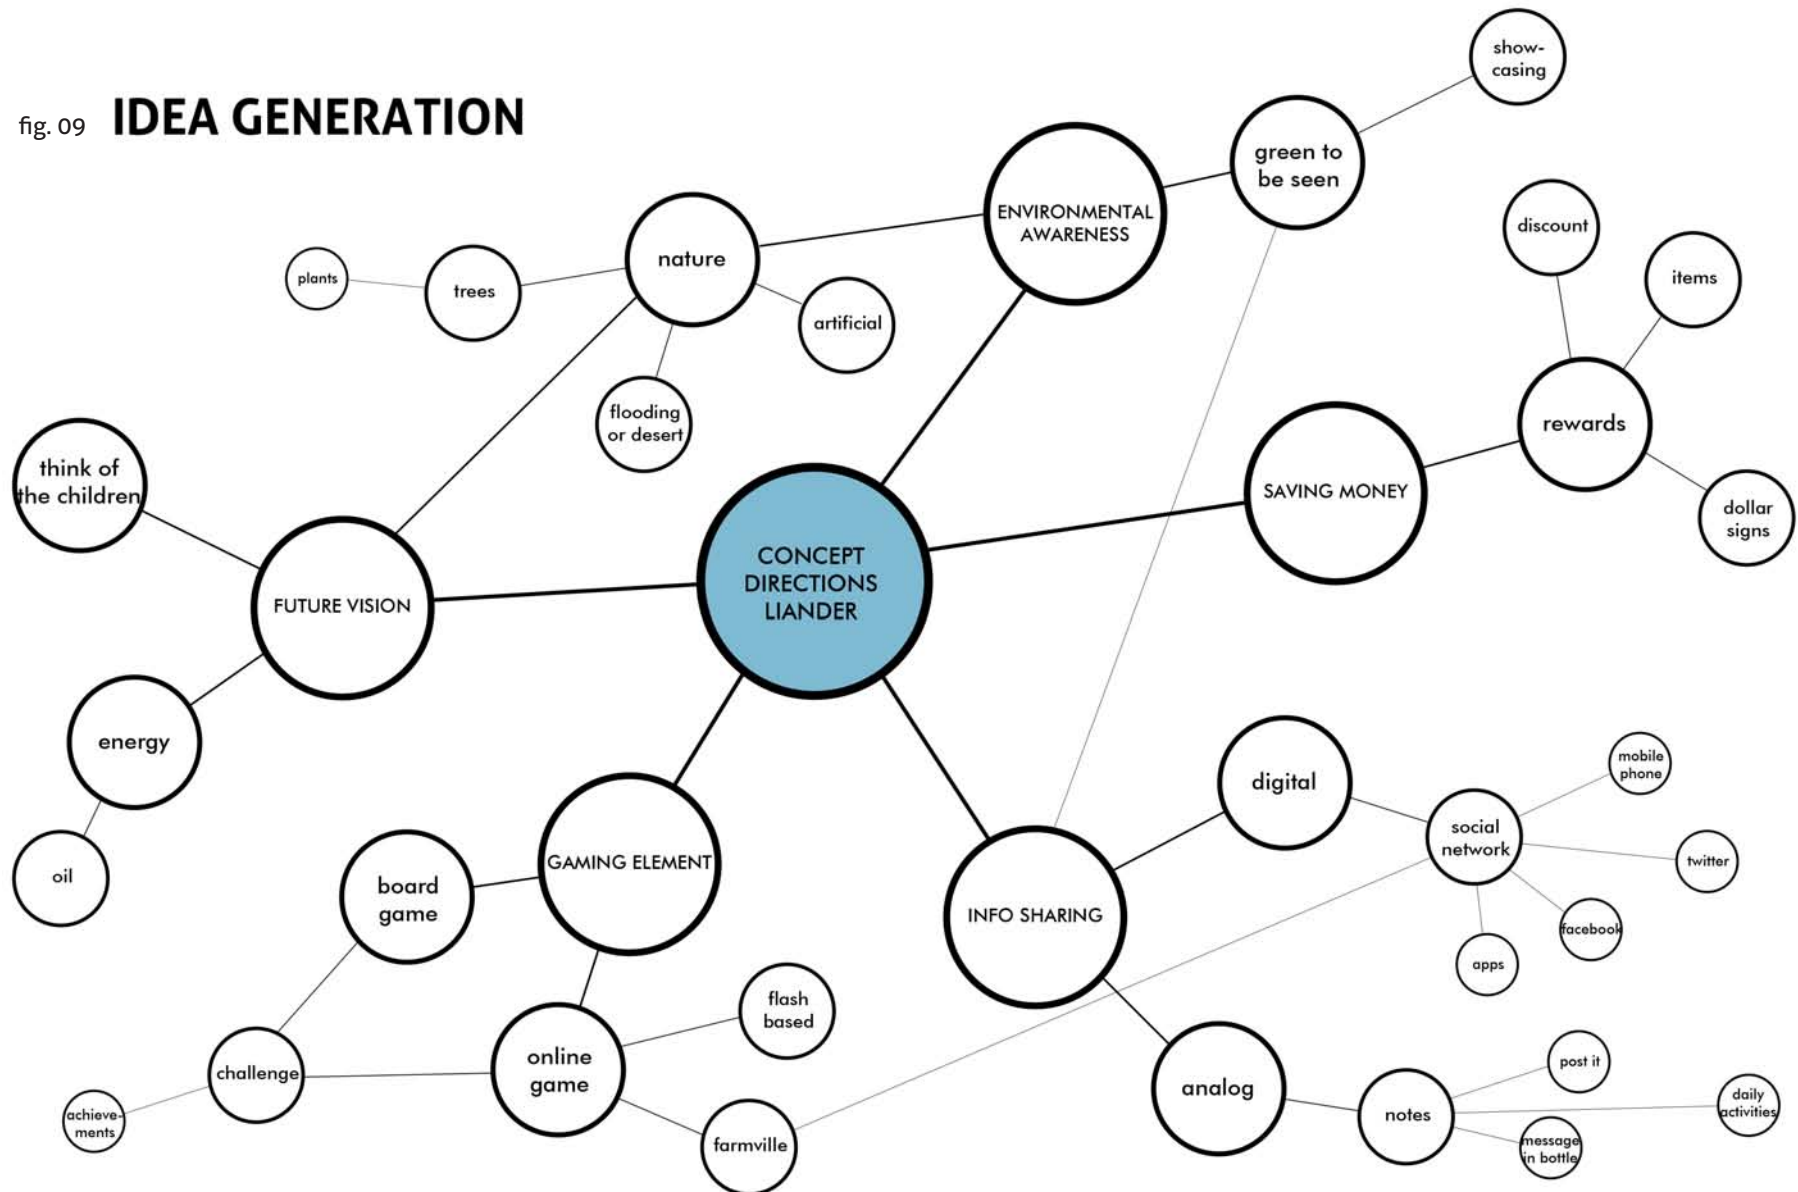 fig. 09 IDEA GENERATION
show-
casing
green to
be seen
ENVIRONMENTAL
AWARENESS
discount
items
nature
plants
trees
artificial
flooding
or desert
rewards
think of
the children
SAVING MONEY
dollar
signs
CONCEPT
DIRECTIONS
LIANDER
FUTURE VISION
energy
digital
mobile
phone
social
network
twitter
GAMING ELEMENT
oil
board
game
INFO SHARING
facebook
apps
flash
based
online
game
challenge
achieve-
ments
farmville
analog
notes
post it
daily
activities
message
in bottle